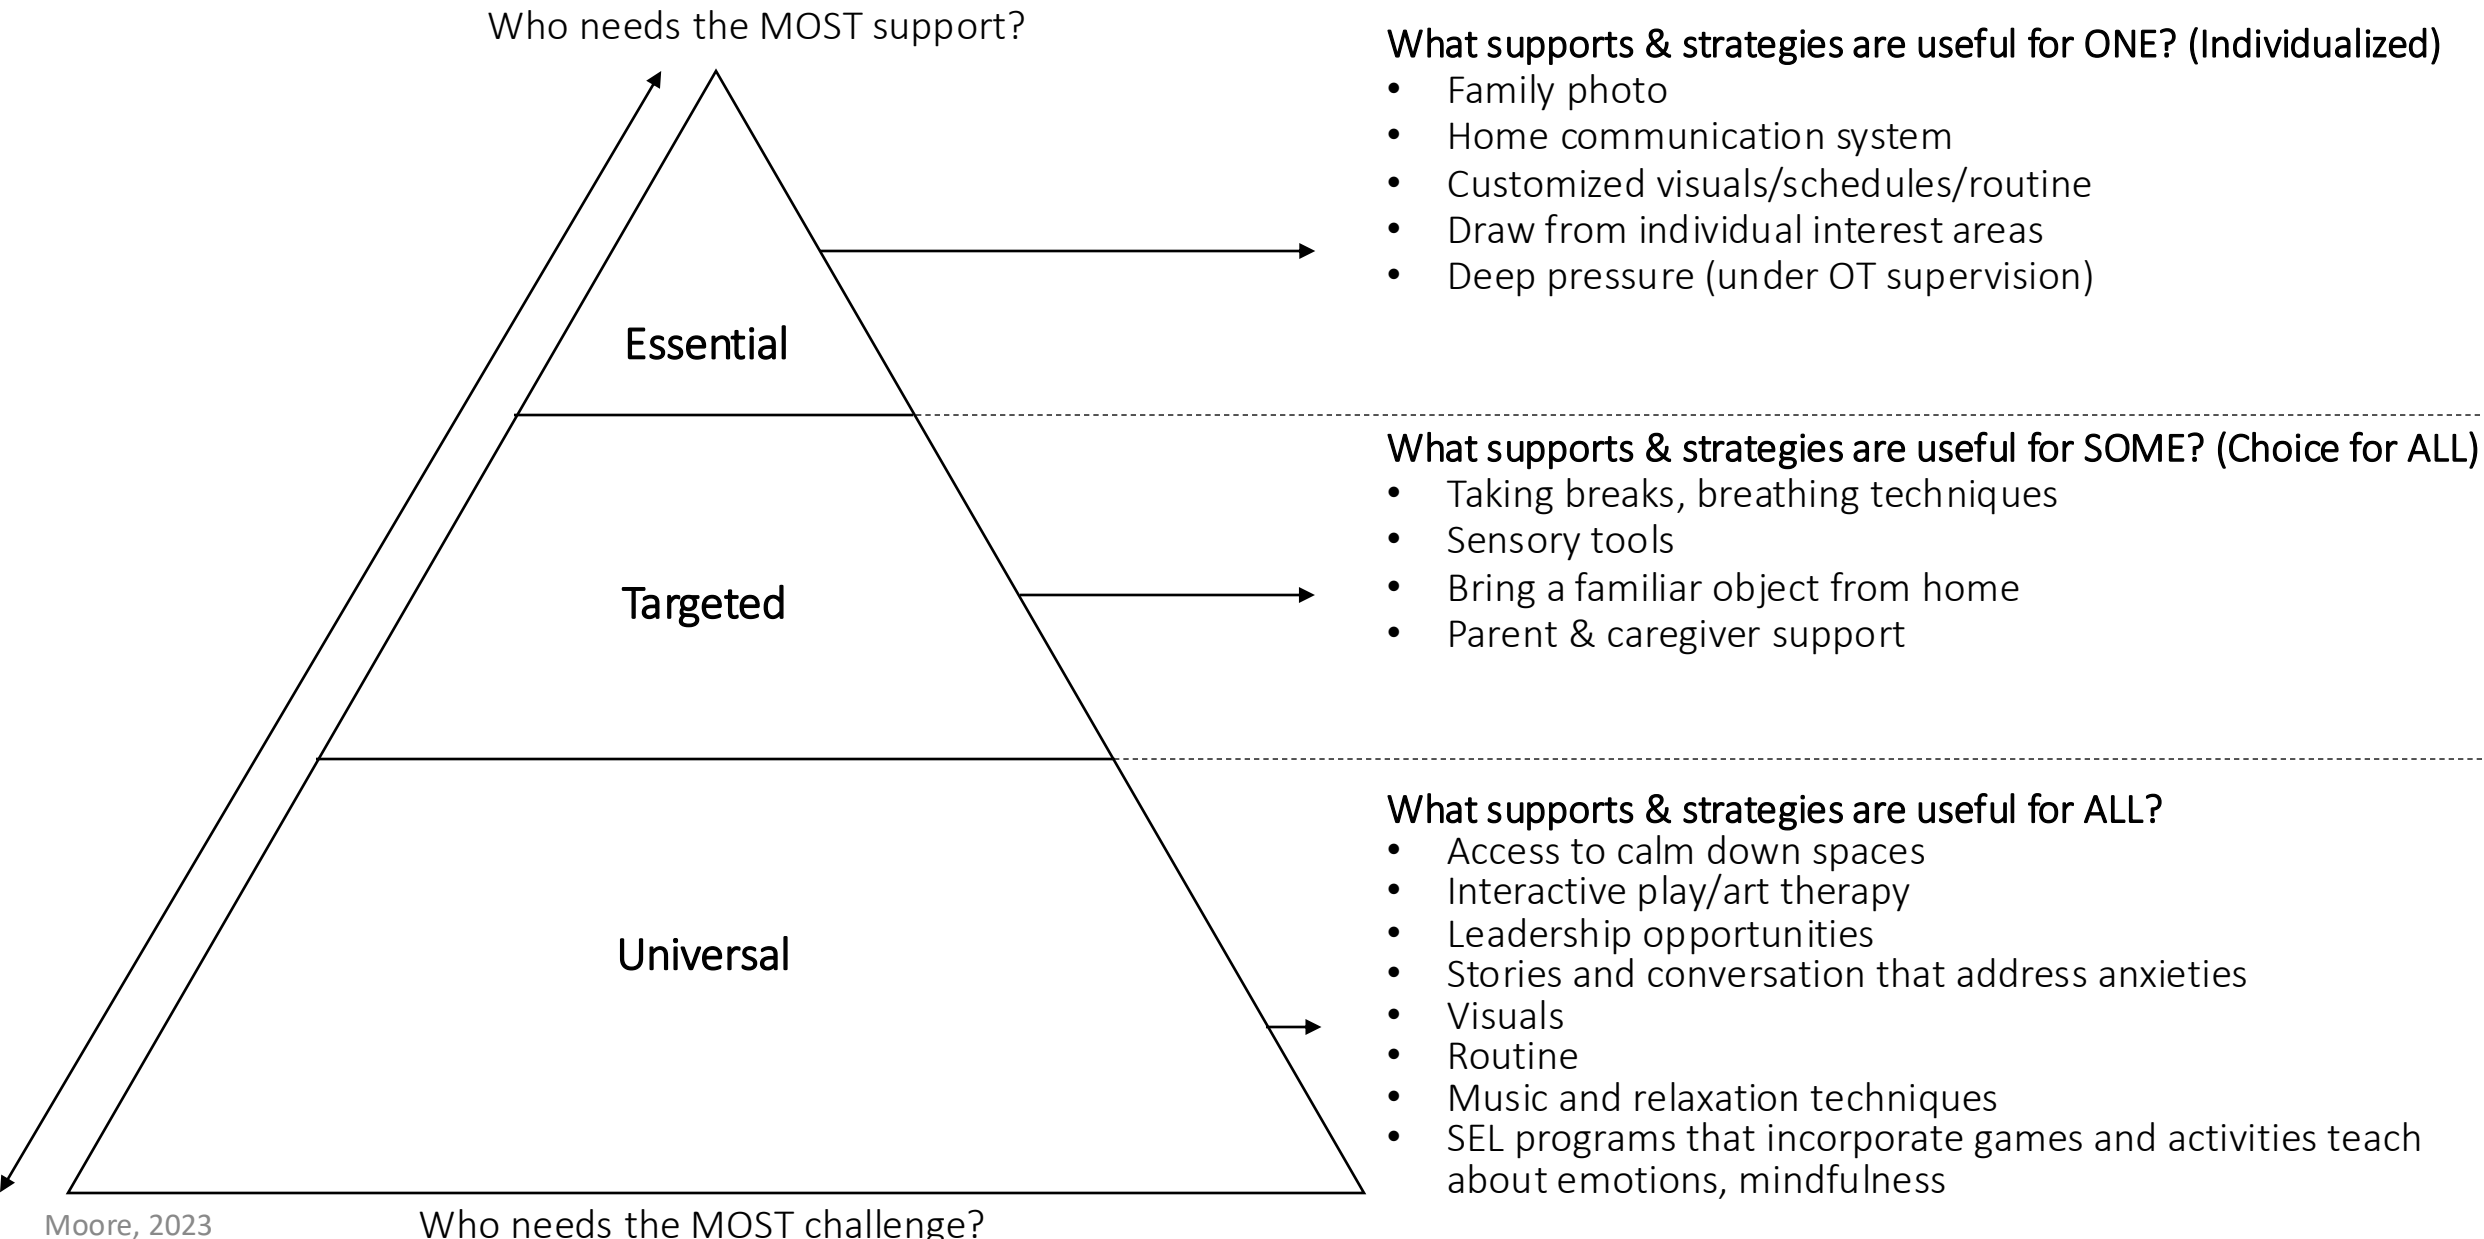 Who needs the MOST support?
What supports & strategies are useful for ONE? (Individualized)
• Family photo
• Home communication system
• Customized visuals/schedules/routine
• Draw from individual interest areas
• Deep pressure (under OT supervision)
Essential
What supports & strategies are useful for SOME? (Choice for ALL)
• Taking breaks, breathing techniques
• Sensory tools
• Bring a familiar object from home
• Parent & caregiver support
Targeted
What supports & strategies are useful for ALL?
• Access to calm down spaces
• Interactive play/art therapy
• Leadership opportunities
• Stories and conversation that address anxieties
• Visuals
• Routine
• Music and relaxation techniques
• SEL programs that incorporate games and activities teach
about emotions, mindfulness
Universal
Moore, 2023
Who needs the MOST challenge?